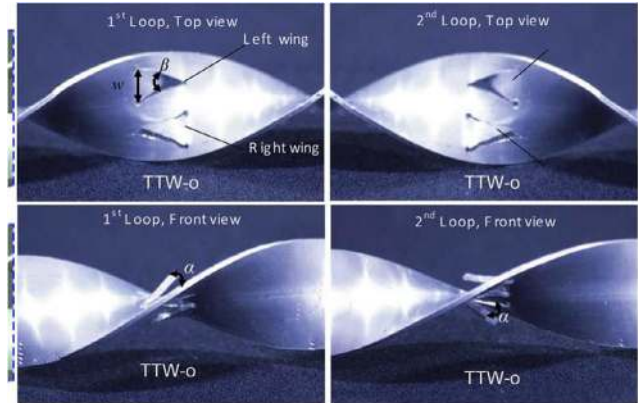 1st Loop, Top view
Left wing
β
w
Right wing
TTW-o
2nd Loop, Top view
TTW-o
1st Loop, Front view
α
TTW-o
2nd Loop, Front view
α
TTW-o